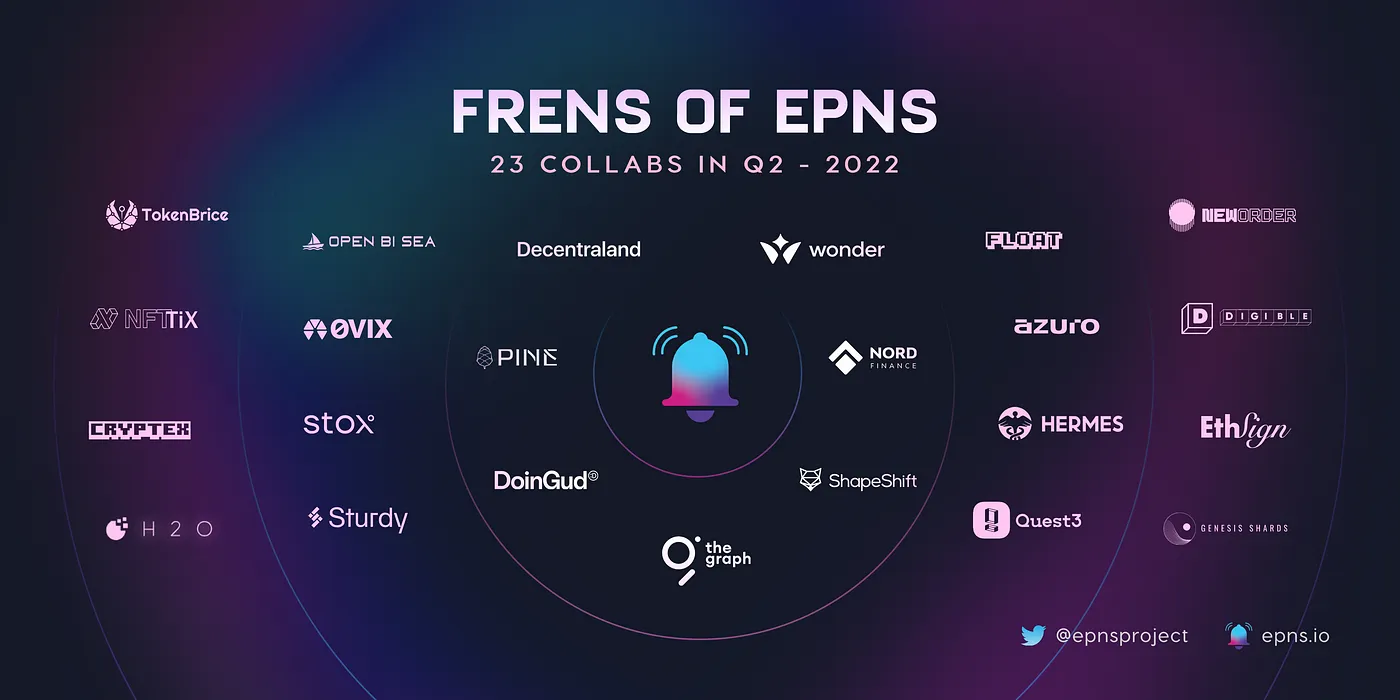 FRENS OF EPNS
23 COLLABS IN Q2 - 2022
TokenBrice
OPEN BI SEA
Decentraland
wonder
FLOAT
NEWORDER
NFTTiX
0VIX
PINE
NORD
FINANCE
azuro
D DIGIBLE
CRYPTEX
stox
HERMES
EthSign
DoinGud
ShapeShift
H2O
Sturdy
the
graph
Quest3
GENESIS SHARDS
@epnsproject
epns.io